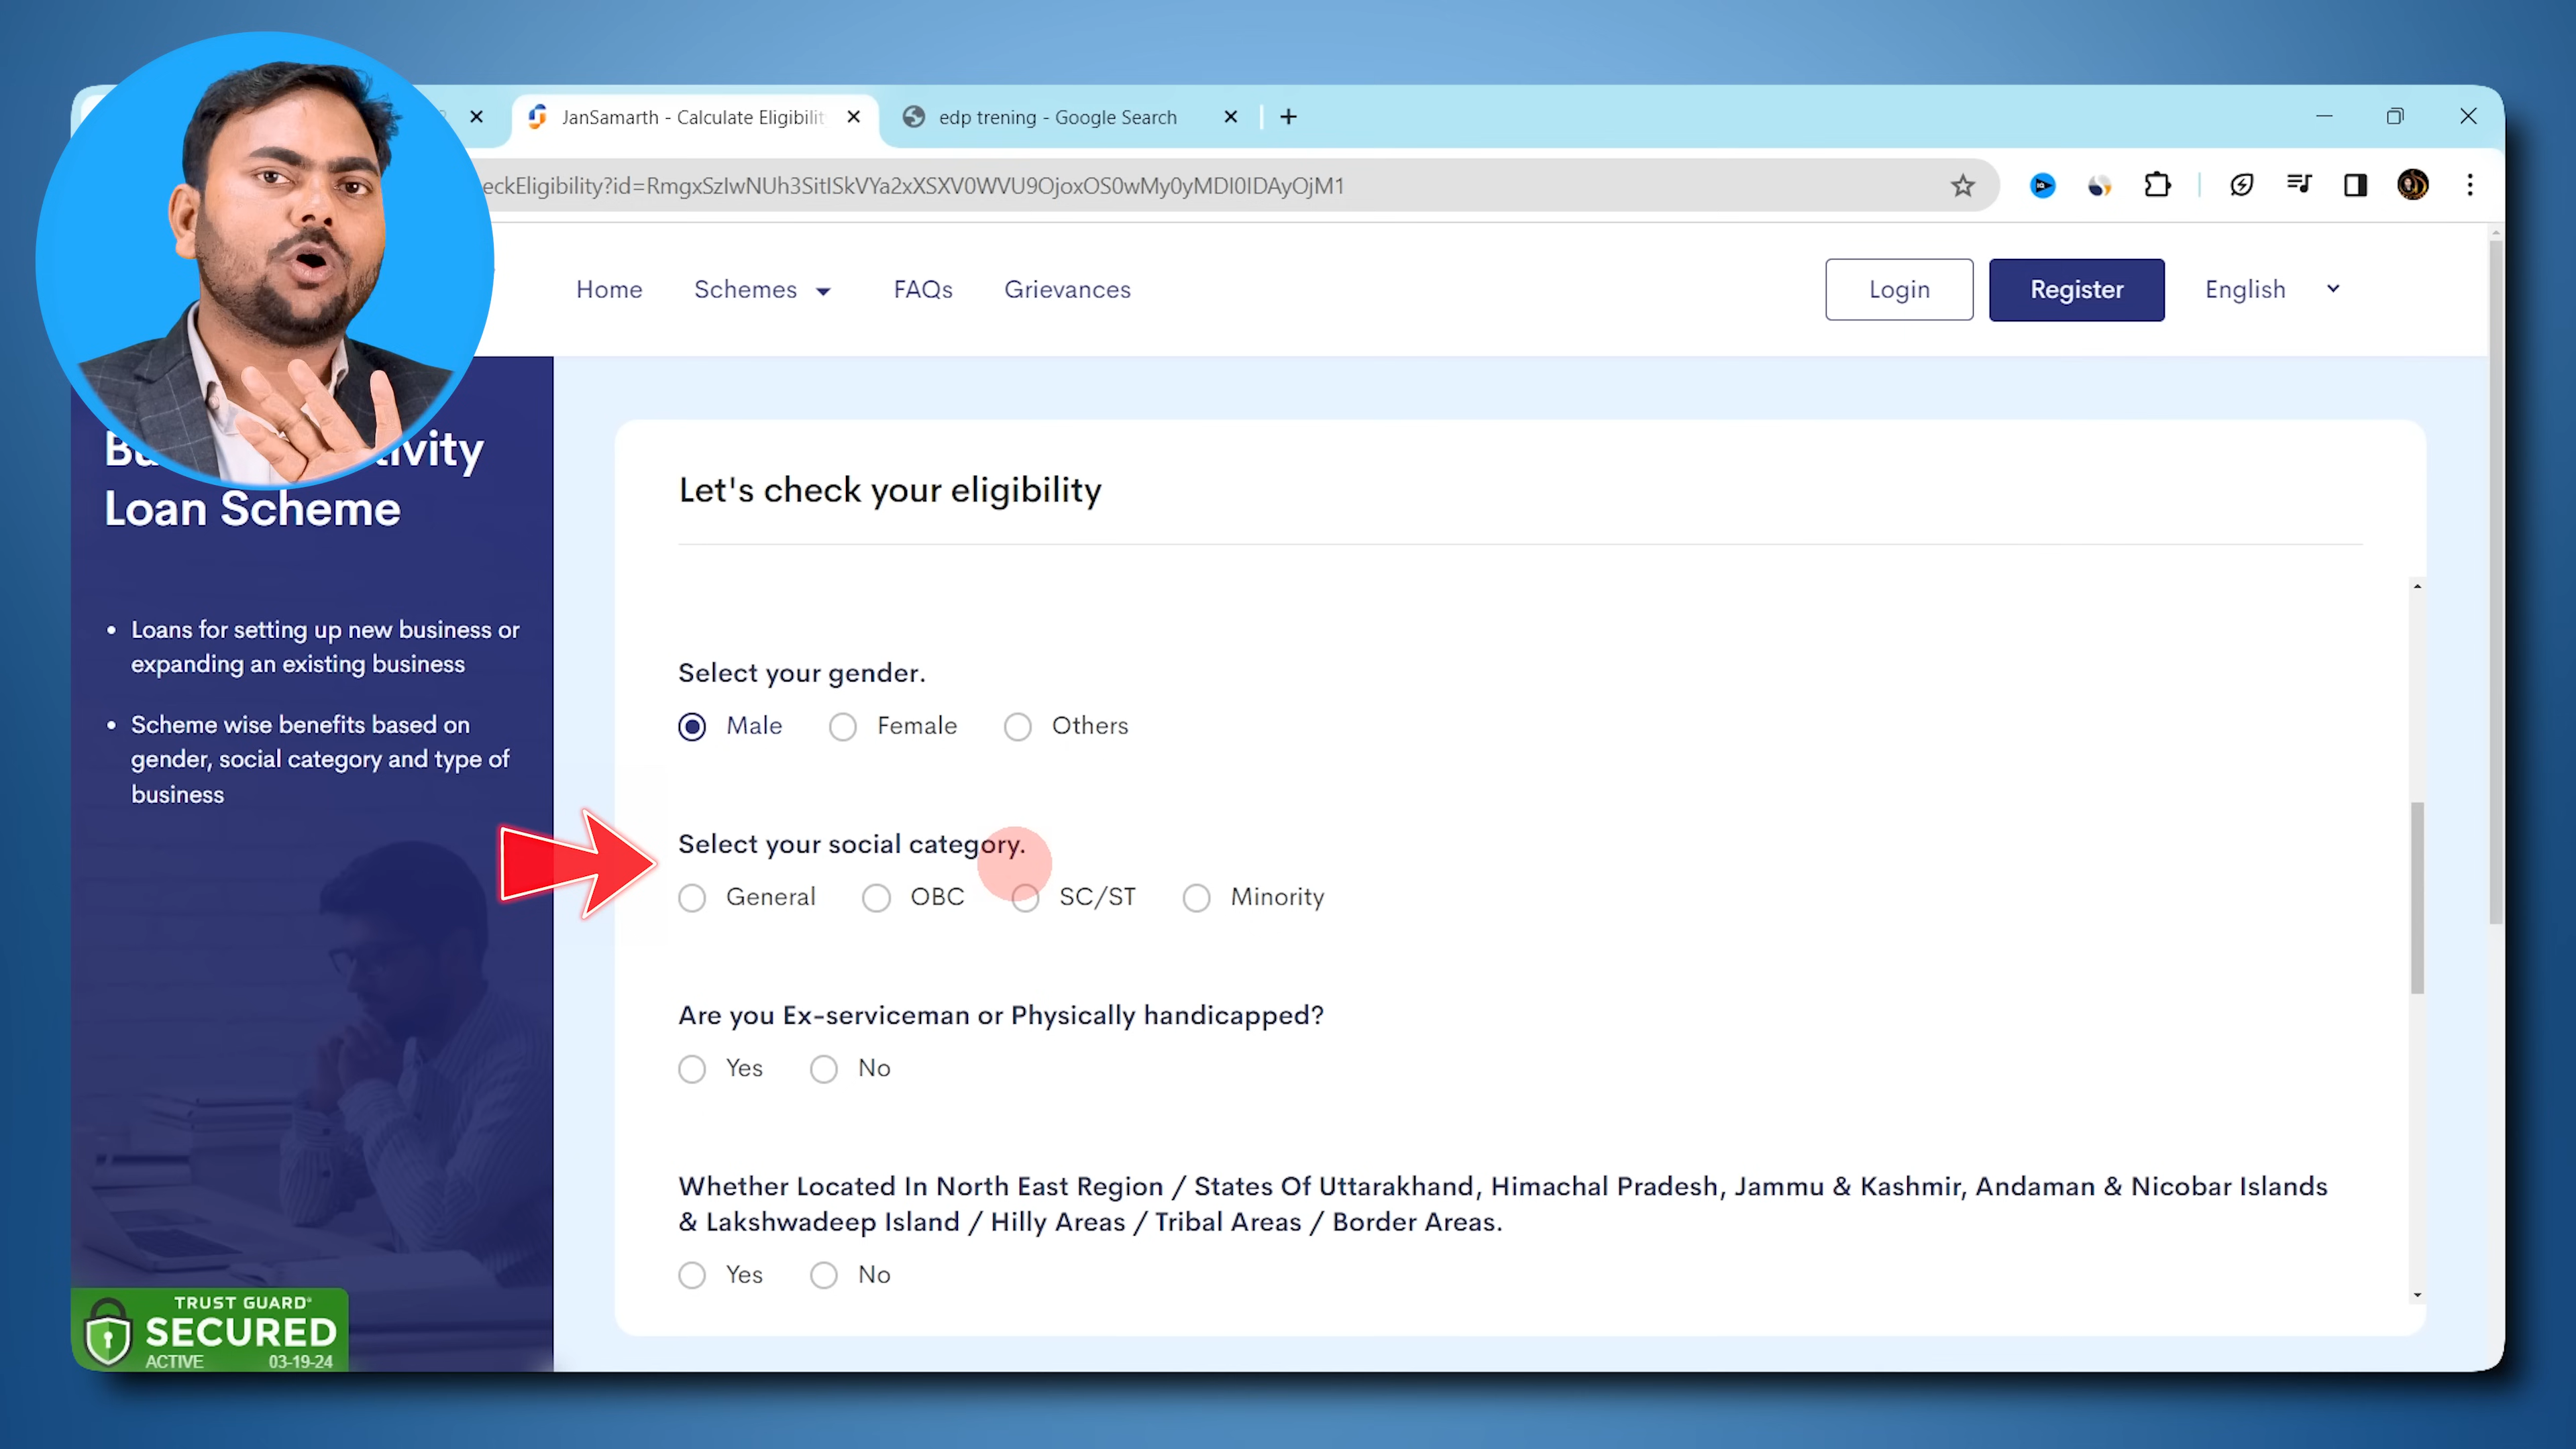 JanSamarth - Calculate Eligibilit
edp trening - Google Search
eckEligibility?id=RmgxSzIwNUh3SitISkVYa2xXSXV0WVU9OjoxOS0wMy0yMDI0IDAyOjM1
Home
Schemes
FAQs
Grievances
Login
Register
English
Loan Scheme
Loans for setting up new business or
expanding an existing business
Scheme wise benefits based on
gender, social category and type of
business
TRUST GUARD®
SECURED
ACTIVE 03-19-24
Let's check your eligibility
Select your gender.
Male Female Others
Select your social category.
General OBC SC/ST Minority
Are you Ex-serviceman or Physically handicapped?
Yes No
Whether Located In North East Region / States Of Uttarakhand, Himachal Pradesh, Jammu & Kashmir, Andaman & Nicobar Islands
& Lakshwadeep Island / Hilly Areas / Tribal Areas / Border Areas.
Yes No